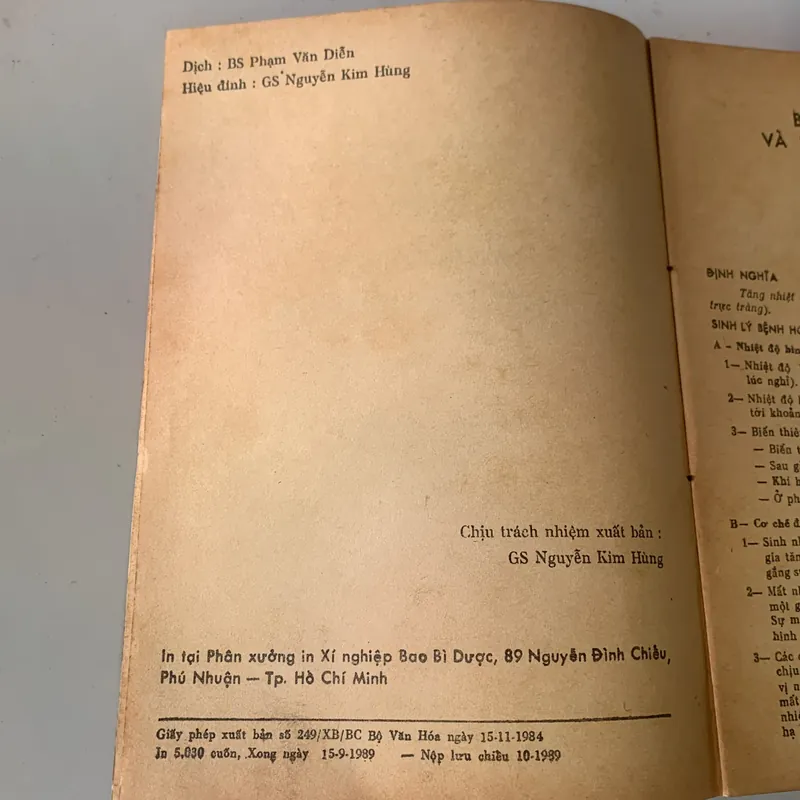 Dịch : BS Phạm Văn Diễn
Hiệu đính : GS Nguyễn Kim Hùng
Chịu trách nhiệm xuất bản :
GS Nguyễn Kim Hùng
In tại Phân xưởng in Xí nghiệp Bao Bì Dược, 89 Nguyễn Đình Chiểu,
Phú Nhuận — Tp. Hồ Chí Minh
Giấy phép xuất bản số 249/XB/BC Bộ Văn Hóa ngày 15-11-1984
In 5.030 cuốn, Xong ngày 15-9-1989 — Nộp lưu chiểu 10-1989
VÀ
ĐỊNH NGHĨA
Tăng nhiệt
trực tràng).
SINH LÝ BỆNH
A - Nhiệt độ
1— Nhiệt độ
lúc nghỉ).
2— Nhiệt độ
tới khoản
3— Biến thiê
— Biến t
— Sau g
— Khi
— Ở ph
B— Cơ chế đ
1— Sinh n
gia tăn
gắng s
2— Mất n
một g
Sự m
hình
3— Các
chịu
vị n
mất
nhiệ
hạ